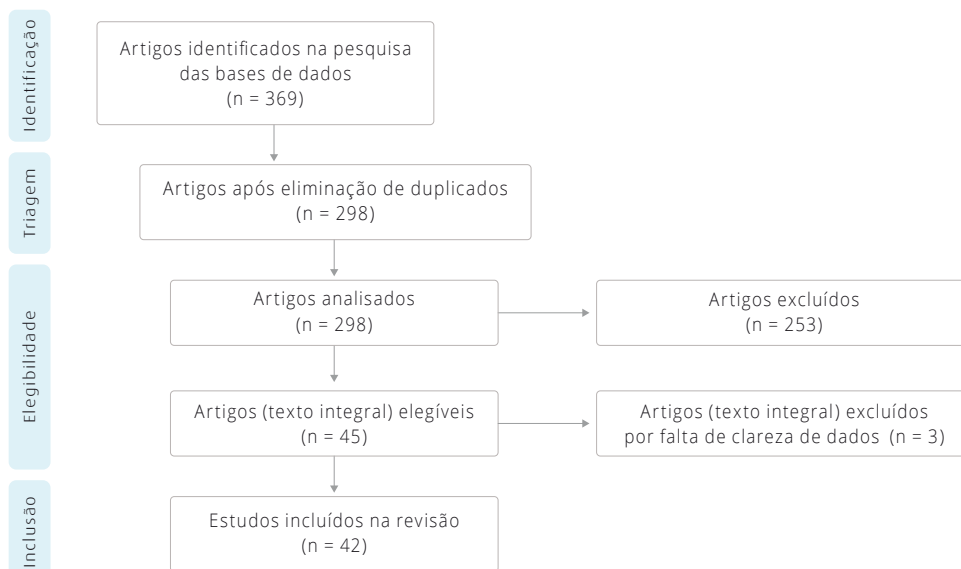 Identificação
Artigos identificados na pesquisa
das bases de dados
(n = 369)
Triagem
Artigos após eliminação de duplicados
(n = 298)
Elegibilidade
Artigos analisados
(n = 298)
Artigos excluídos
(n = 253)
Artigos (texto integral) elegíveis
(n = 45)
Artigos (texto integral) excluídos
por falta de clareza de dados (n = 3)
Inclusão
Estudos incluídos na revisão
(n = 42)